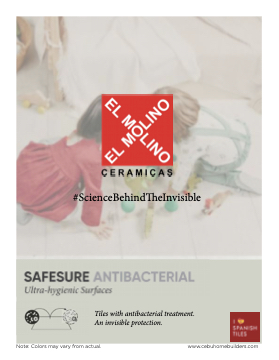 EL MOLINO
EL MOLINO
CERAMICAS
#ScienceBehindTheInvisible
SAFESURE ANTIBACTERIAL
Ultra-hygienic Surfaces
Tiles with antibacterial treatment.
An invisible protection.
I
SPANISH
TILES
Note: Colors may vary from actual
www.cebuhomebuilders.com